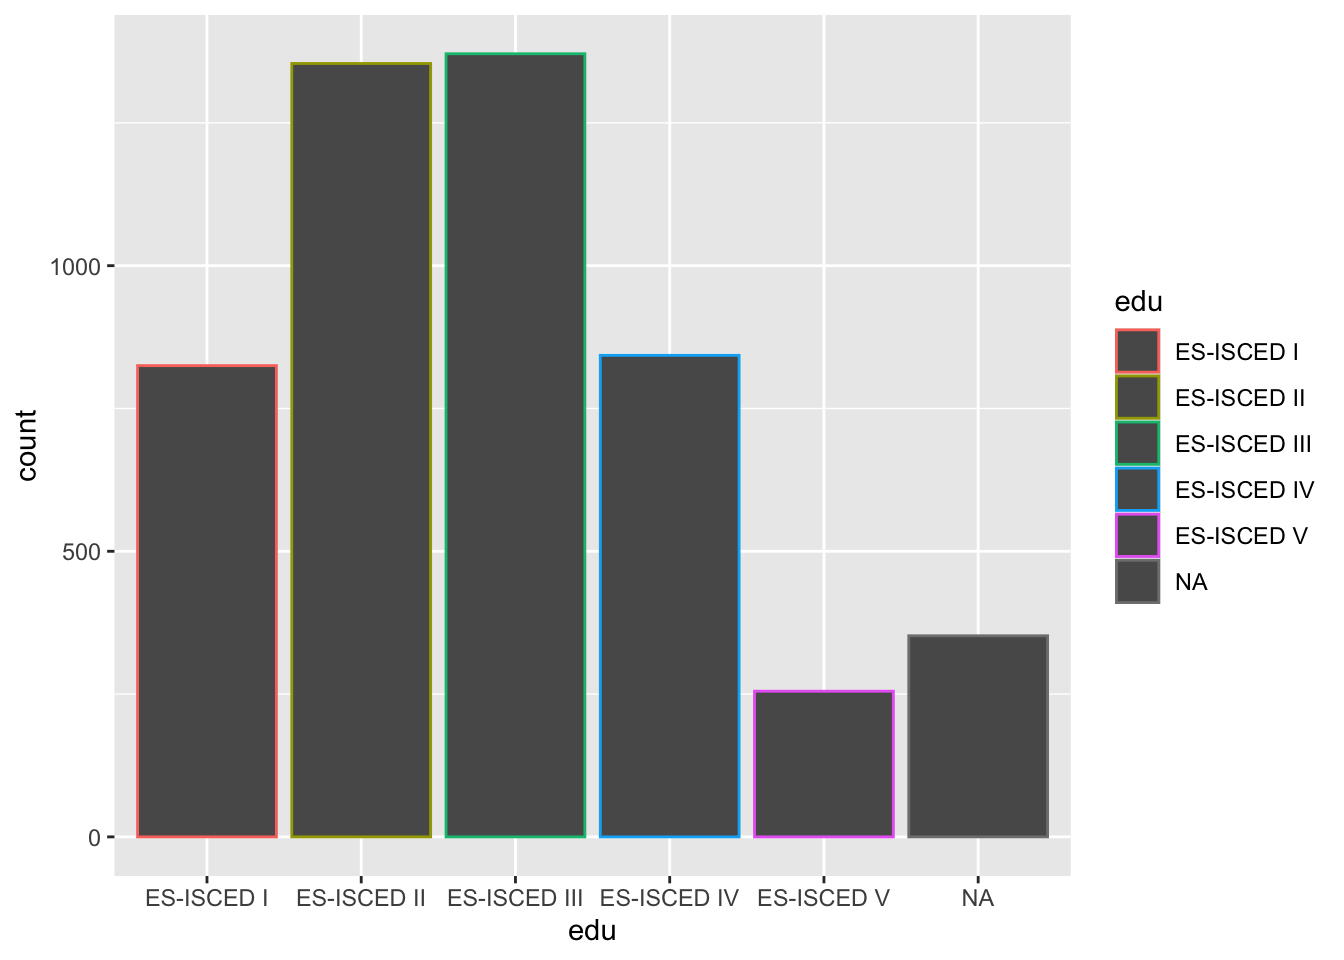 count
1000
500
0
ES-ISCED I
ES-ISCED II
ES-ISCED III
ES-ISCED IV
ES-ISCED V
NA
edu
edu
ES-ISCED I
ES-ISCED II
ES-ISCED III
ES-ISCED IV
ES-ISCED V
NA